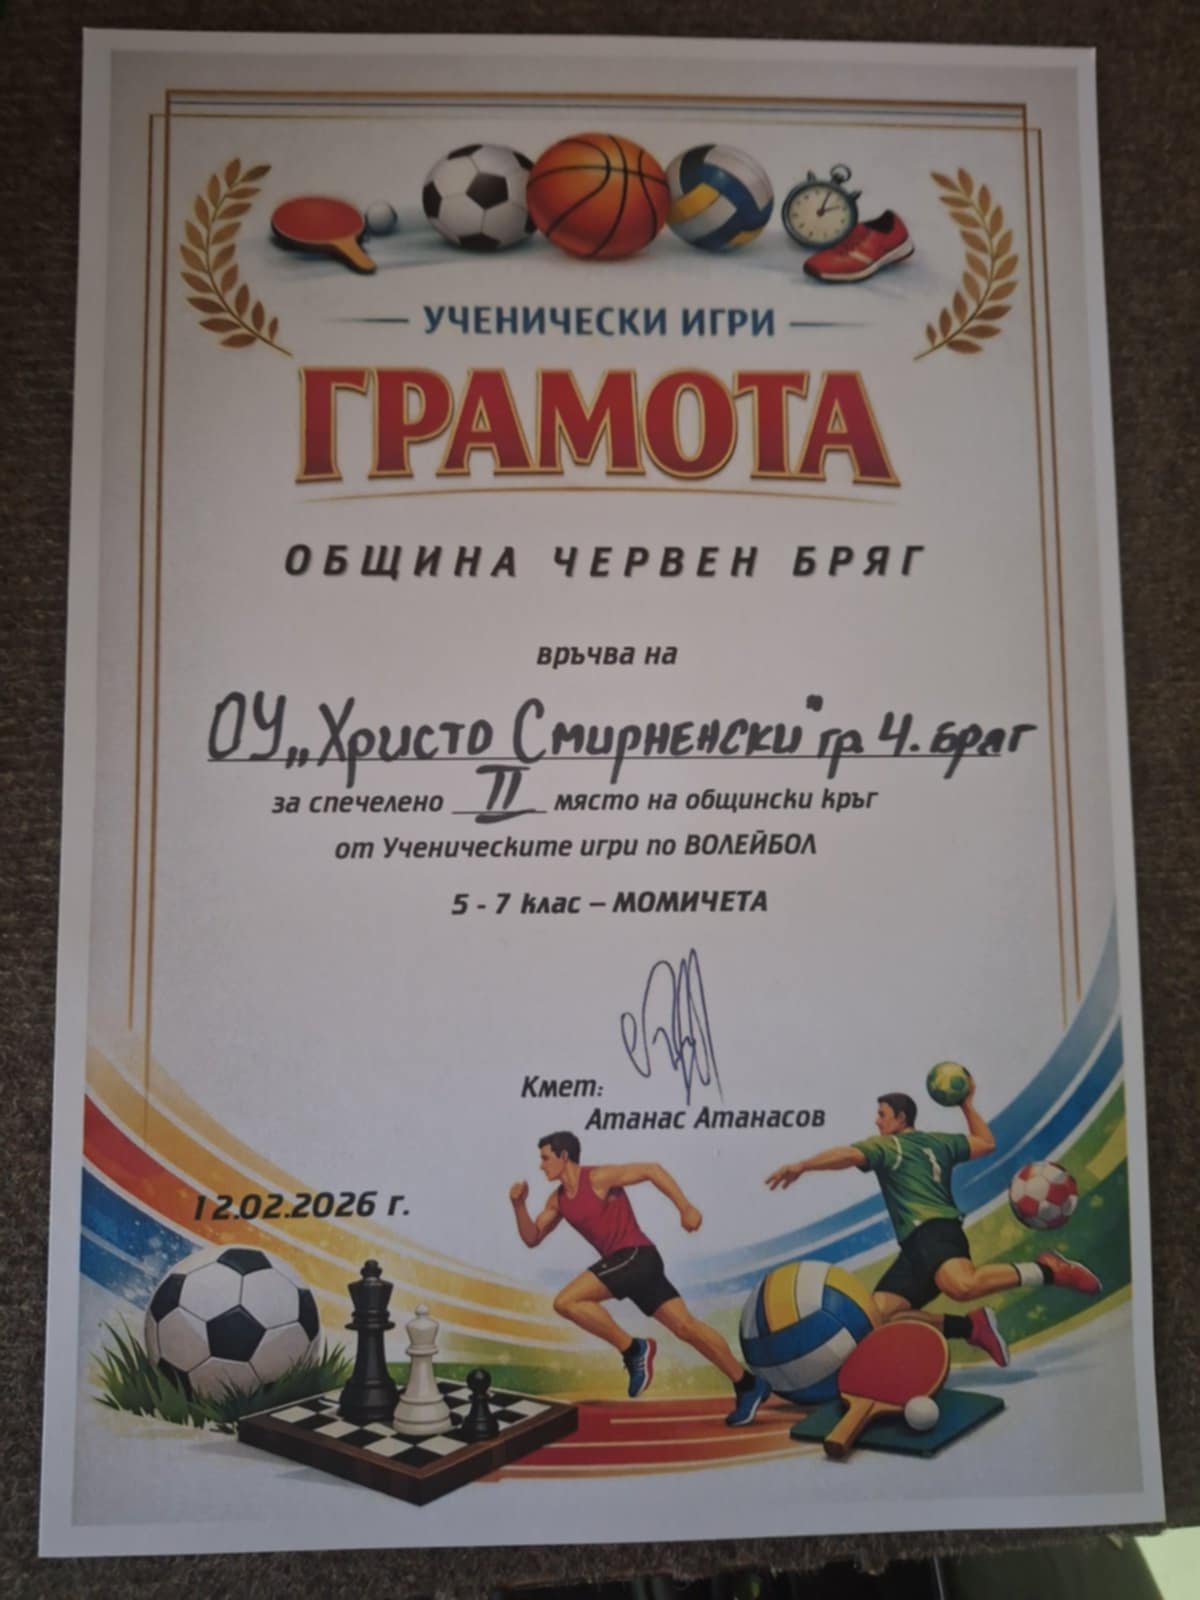 УЧЕНИЧЕСКИ ИГРИ
ГРАМОТА
ОБЩИНА ЧЕРВЕН БРЯГ
връчва на
ОУ „Христо Смирненски" гр. Ч. Бряг
за спечелено II място на общински кръг
от Ученическите игри по ВОЛЕЙБОЛ
5 - 7 клас – МОМИЧЕТА
Кмет:
Атанас Атанасов
12.02.2026 г.
1